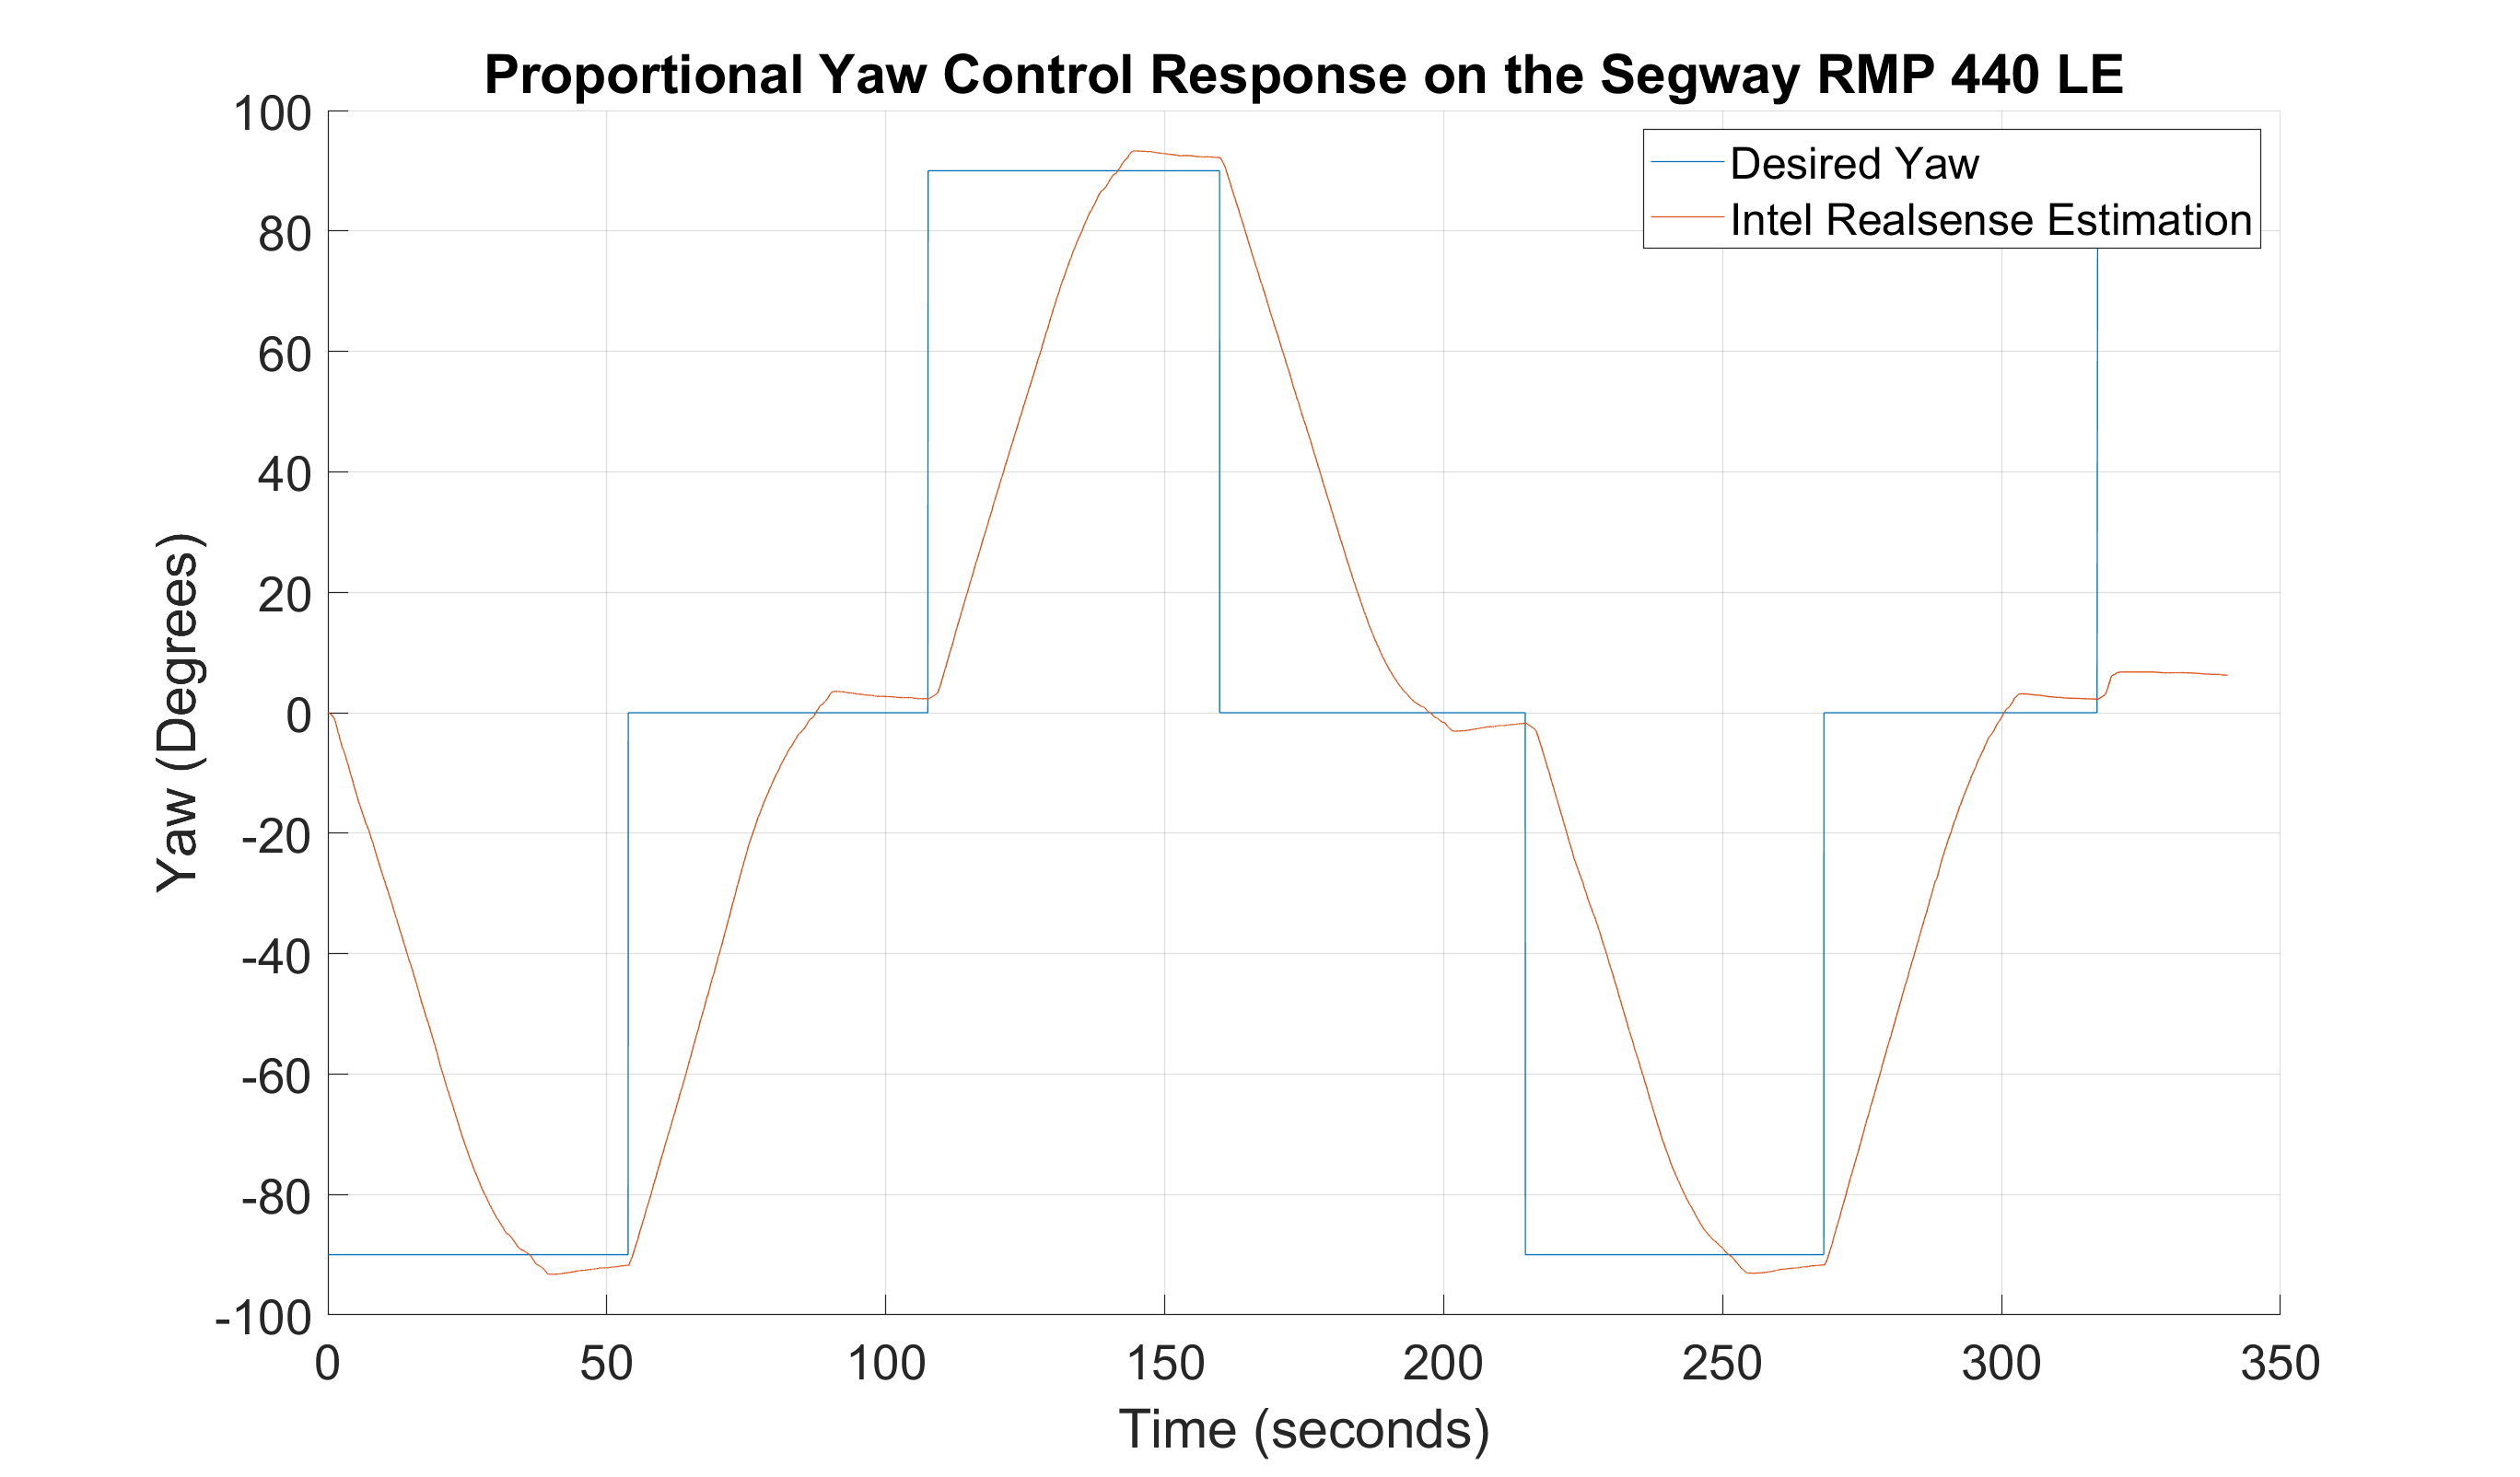 Proportional Yaw Control Response on the Segway RMP 440 LE
Desired Yaw
Intel Realsense Estimation
100
80
60
40
20
0
-20
-40
-60
-80
-100
Yaw (Degrees)
0 50 100 150 200 250 300 350
Time (seconds)